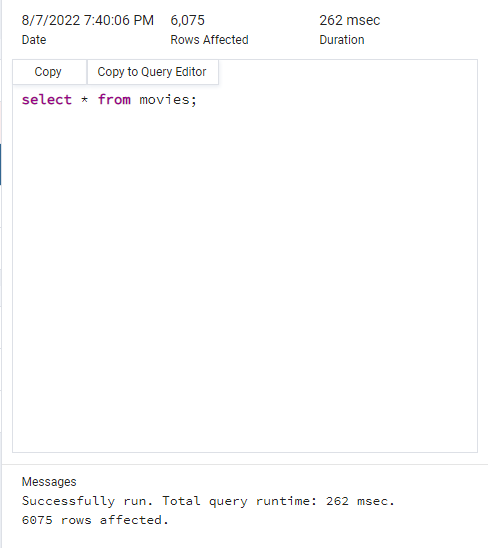 8/7/2022 7:40:06 PM 6,075 262 msec
Date Rows Affected Duration
Copy Copy to Query Editor
select * from movies;
Messages
Successfully run. Total query runtime: 262 msec.
6075 rows affected.